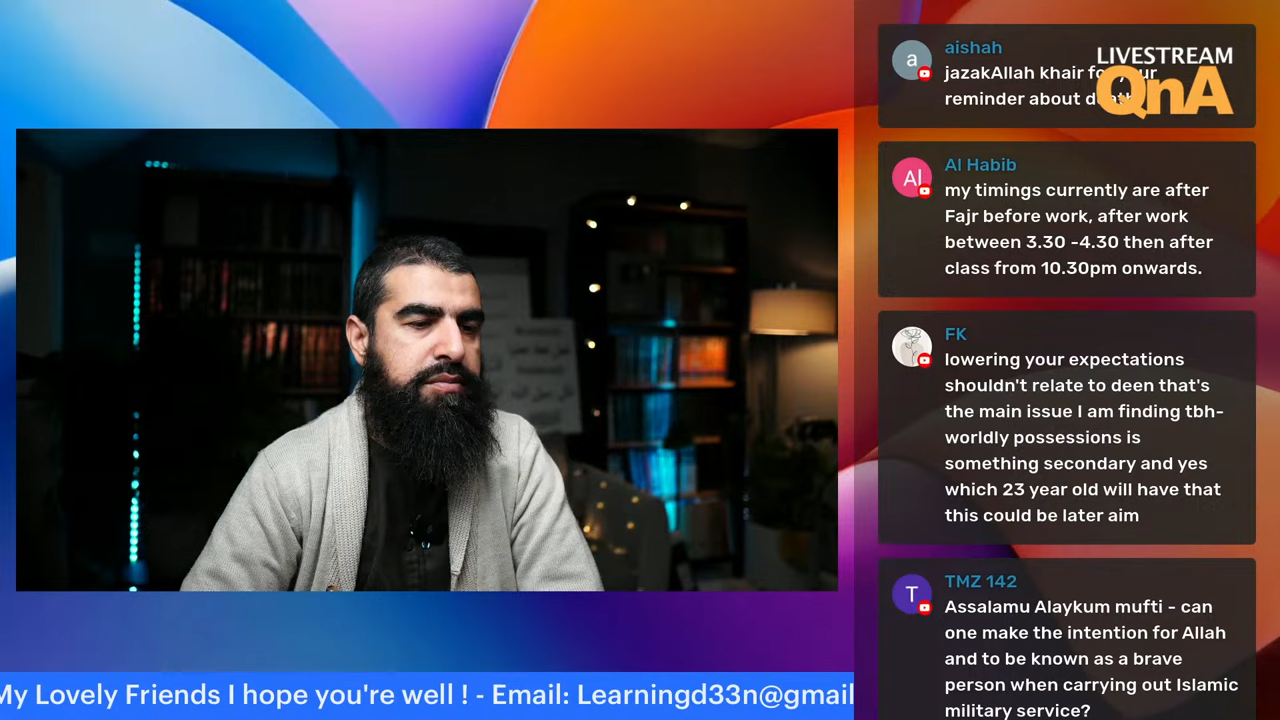 aishah
jazakAllah khair for your
reminder about death
LIVESTREAM
QnA
Al Habib
my timings currently are after
Fajr before work, after work
between 3.30 -4.30 then after
class from 10.30pm onwards.
FK
lowering your expectations
shouldn't relate to deen that's
the main issue I am finding tbh-
worldly possessions is
something secondary and yes
which 23 year old will have that
this could be later aim
TMZ 142
Assalamu Alaykum mufti - can
one make the intention for Allah
and to be known as a brave
person when carrying out Islamic
military service?
My Lovely Friends I hope you're well ! - Email: Learningd33n@gmail
a
Al
T